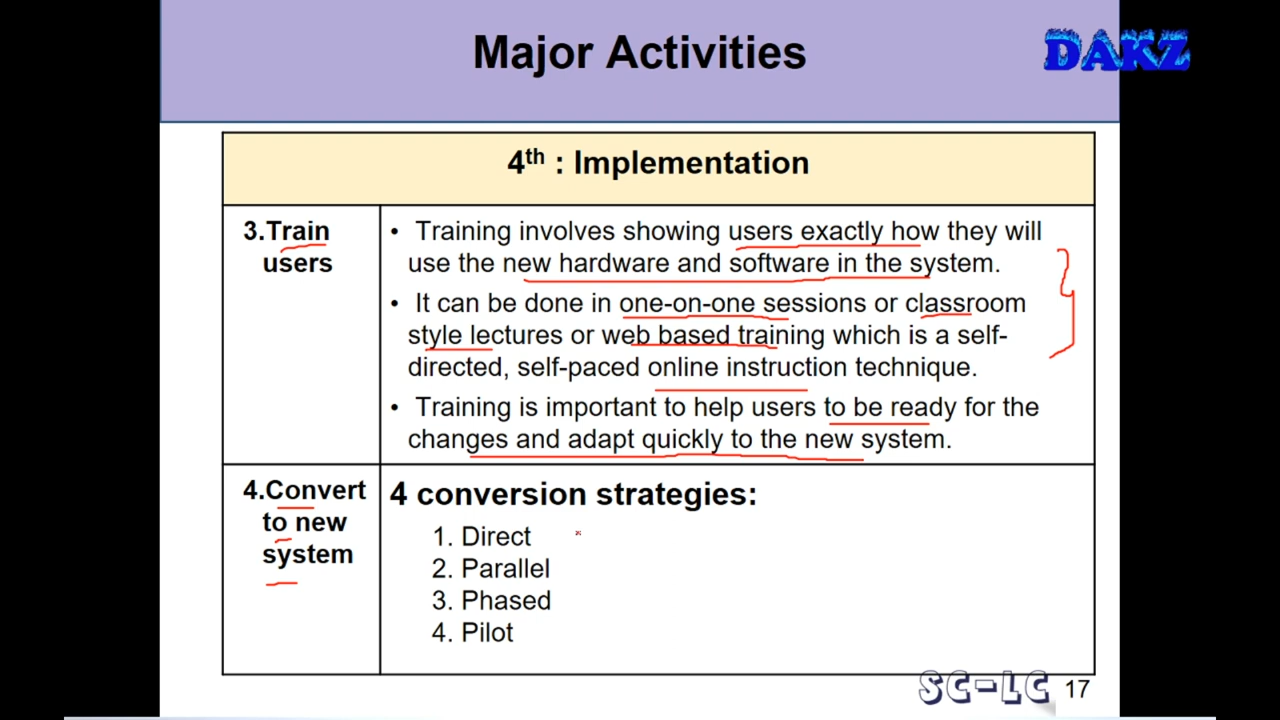 Major Activities
DAKZ
4th : Implementation
3.Train
users
• Training involves showing users exactly how they will
use the new hardware and software in the system.
• It can be done in one-on-one sessions or classroom
style lectures or web based training which is a self-
directed, self-paced online instruction technique.
• Training is important to help users to be ready for the
changes and adapt quickly to the new system.
4.Convert
to new
system
4 conversion strategies:
1. Direct
2. Parallel
3. Phased
4. Pilot
SC-LC
17